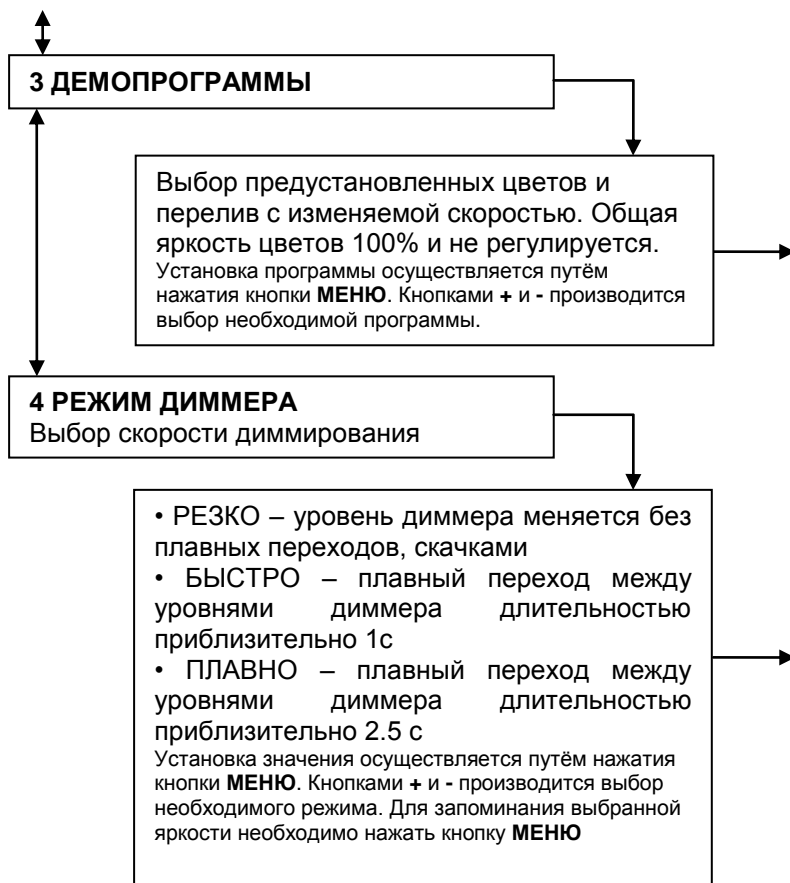 3 ДЕМОПРОГРАММЫ
Выбор предустановленных цветов и
перелив с изменяемой скоростью. Общая
яркость цветов 100% и не регулируется.
Установка программы осуществляется путём
нажатия кнопки МЕНЮ. Кнопками + и - производится
выбор необходимой программы.
4 РЕЖИМ ДИММЕРА
Выбор скорости диммирования
• РЕЗКО – уровень диммера меняется без
плавных переходов, скачками
• БЫСТРО – плавный переход между
уровнями диммера длительностью
приблизительно 1с
• ПЛАВНО – плавный переход между
уровнями диммера длительностью
приблизительно 2.5 с
Установка значения осуществляется путём нажатия
кнопки МЕНЮ. Кнопками + и - производится выбор
необходимого режима. Для запоминания выбранной
яркости необходимо нажать кнопку МЕНЮ